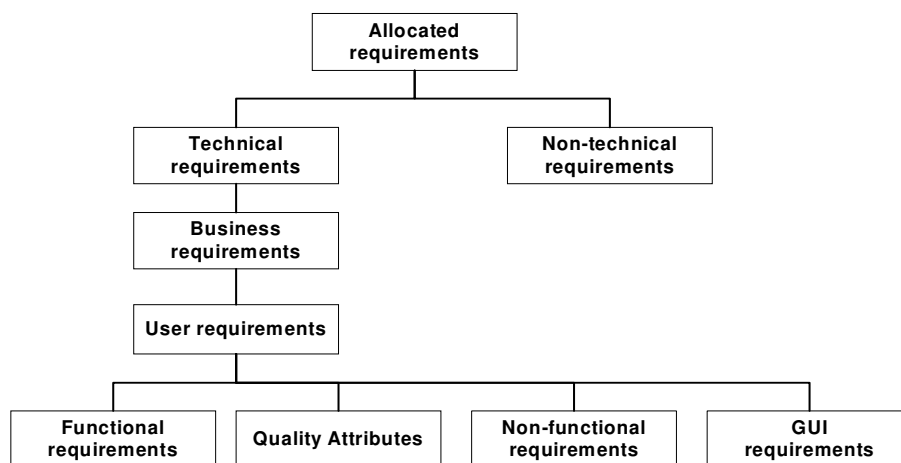 Allocated
requirements
Technical
requirements
Non-technical
requirements
Business
requirements
User requirements
Functional
requirements
Quality Attributes
Non-functional
requirements
GUI
requirements